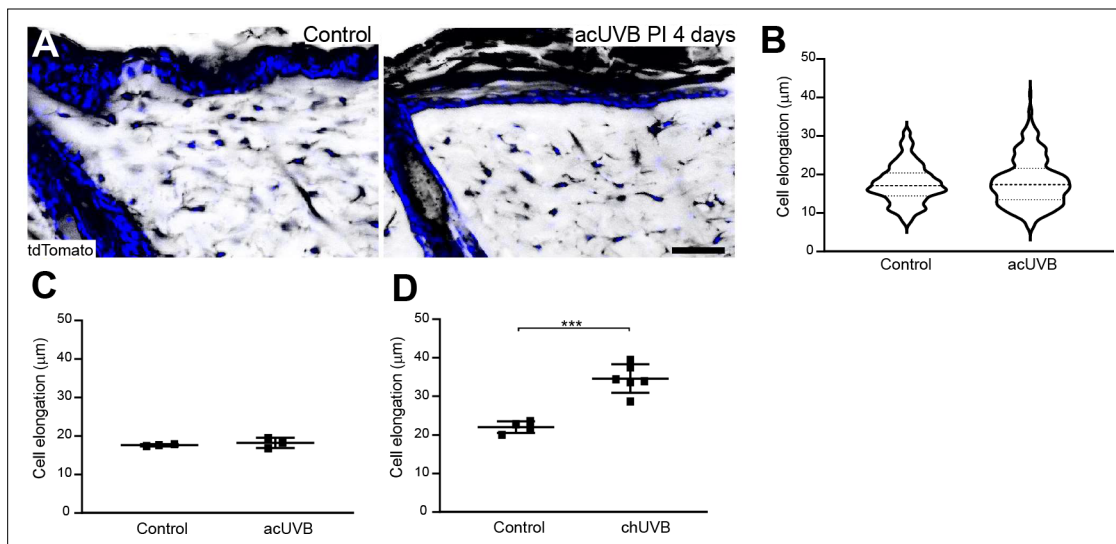 A
Control
acUVB PI 4 days
tdTomato
B
Cell elongation (μm)
50
40
30
20
10
0
Control
acUVB
C
Cell elongation (μm)
50
40
30
20
10
0
Control
acUVB
D
Cell elongation (μm)
50
40
30
20
10
0
***
Control
chUVB